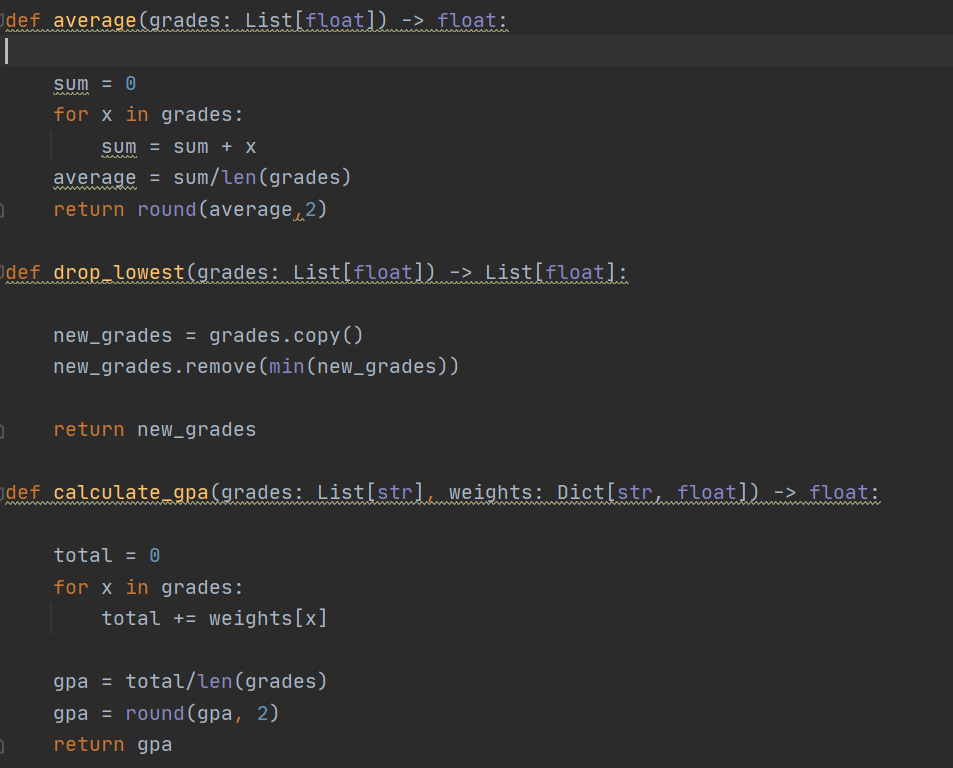 def average(grades: List[float]) -> float:
    sum = 0
    for x in grades:
        sum = sum + x
    average = sum/len(grades)
    return round(average,2)
def drop_lowest(grades: List[float]) -> List[float]:
    new_grades = grades.copy()
    new_grades.remove(min(new_grades))
    return new_grades
def calculate_gpa(grades: List[str], weights: Dict[str, float]) -> float:
    total = 0
    for x in grades:
        total += weights[x]
    gpa = total/len(grades)
    gpa = round(gpa, 2)
    return gpa